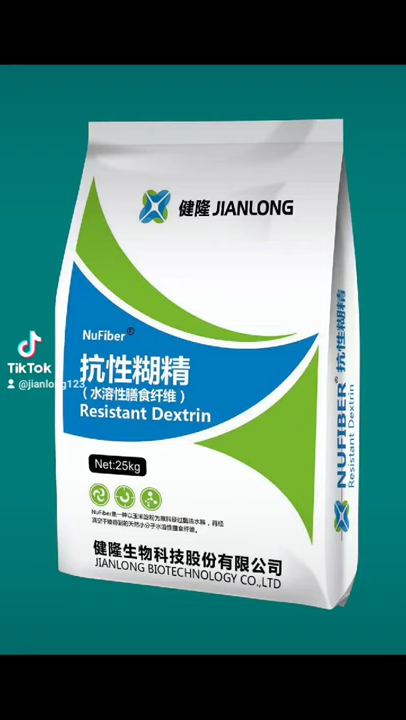 健隆 JIANLONG
NuFiber®
抗性糊精
（水溶性膳食纤维）
Resistant Dextrin
Net:25kg
健隆生物科技股份有限公司
JIANLONG BIOTECHNOLOGY CO.,LTD
NUFIBER® 抗性糊精
Resistant Dextrin
TikTok
@jianlong123